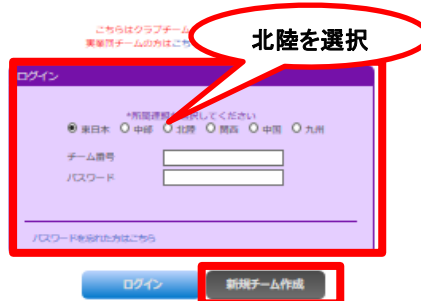 こちらはクラブチーム
実業団チームの方はこち
北陸を選択
ログイン
*所属連盟 択してください
東日本 中部 北陸 関西 中国 九州
チーム番号
パスワード
パスワードを忘れた方はこちら
ログイン 新規チーム作成